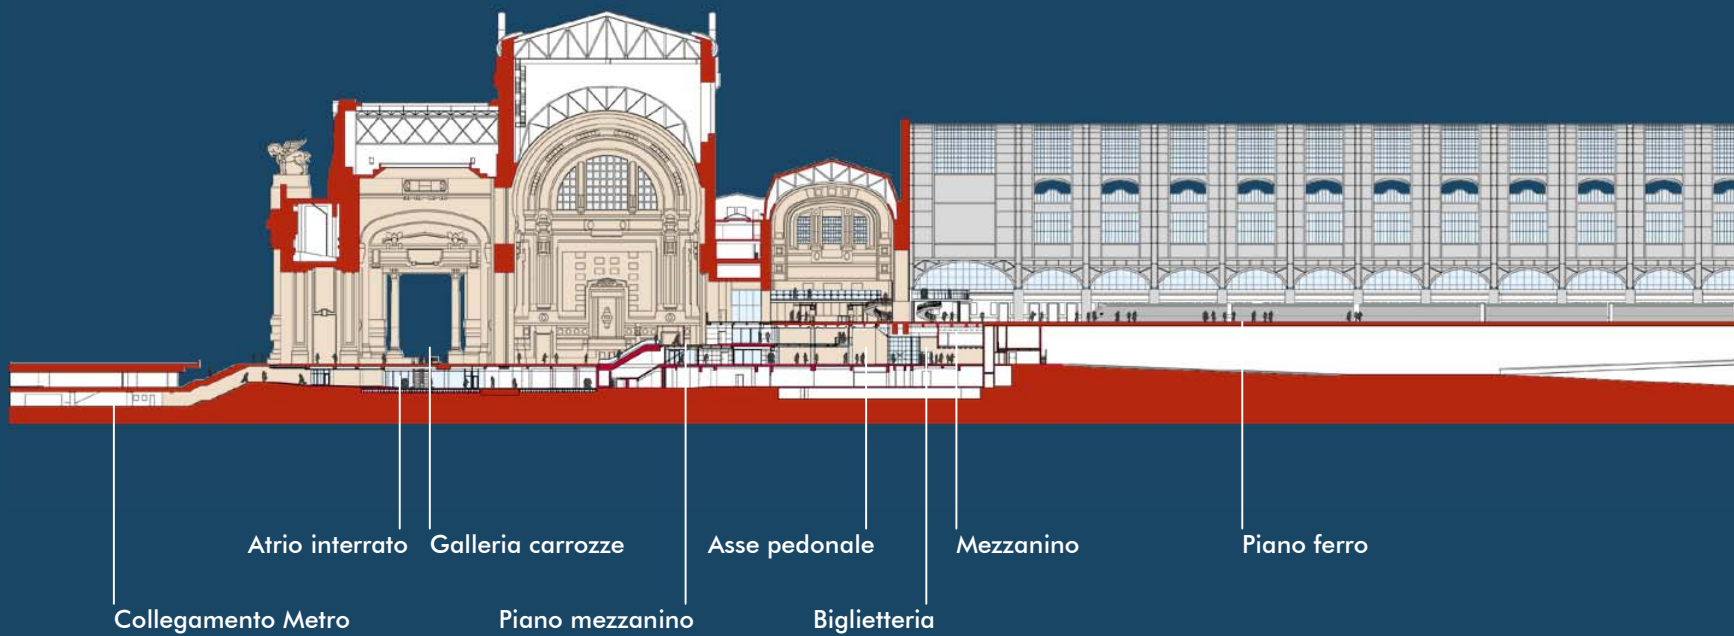 Atrio interrato
Galleria carrozze
Asse pedonale
Mezzanino
Piano ferro
Collegamento Metro
Piano mezzanino
Biglietteria